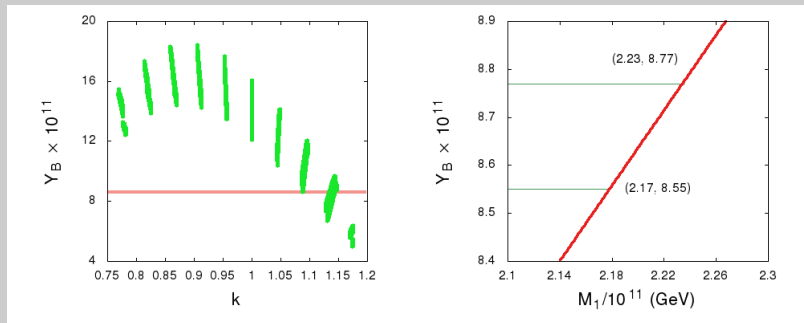 20
16
12
8
4
Y_B × 10^11
0.75 0.8 0.85 0.9 0.95 1 1.05 1.1 1.15 1.2
k
8.9
8.8
8.7
8.6
8.5
8.4
Y_B × 10^11
(2.23, 8.77)
(2.17, 8.55)
2.1 2.14 2.18 2.22 2.26 2.3
M_1/10^11 (GeV)